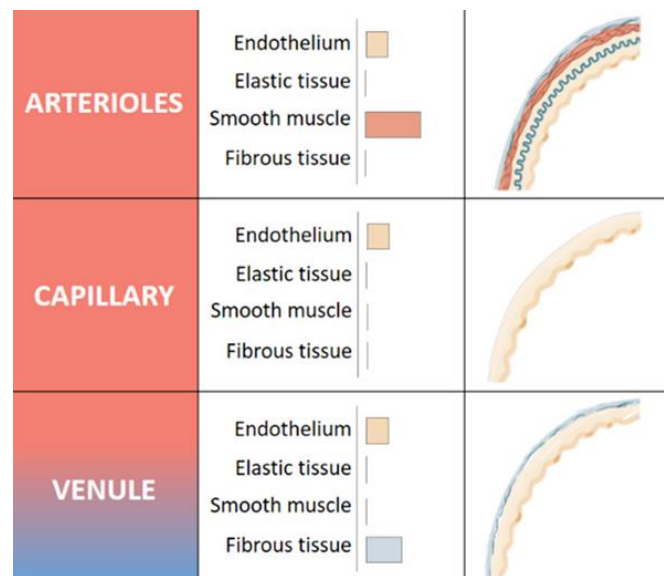 ARTERIOLES
Endothelium
Elastic tissue
Smooth muscle
Fibrous tissue
CAPILLARY
Endothelium
Elastic tissue
Smooth muscle
Fibrous tissue
VENULE
Endothelium
Elastic tissue
Smooth muscle
Fibrous tissue